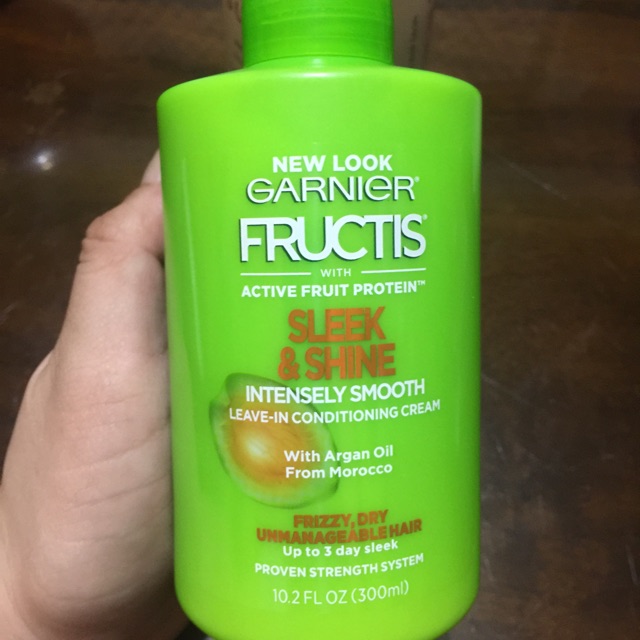 NEW LOOK
GARNIER®
FRUCTIS®
WITH
ACTIVE FRUIT PROTEIN™
SLEEK
& SHINE
INTENSELY SMOOTH
LEAVE-IN CONDITIONING CREAM
With Argan Oil
From Morocco
FRIZZY, DRY
UNMANAGEABLE HAIR
Up to 3 day sleek
PROVEN STRENGTH SYSTEM
10.2 FL OZ (300ml)